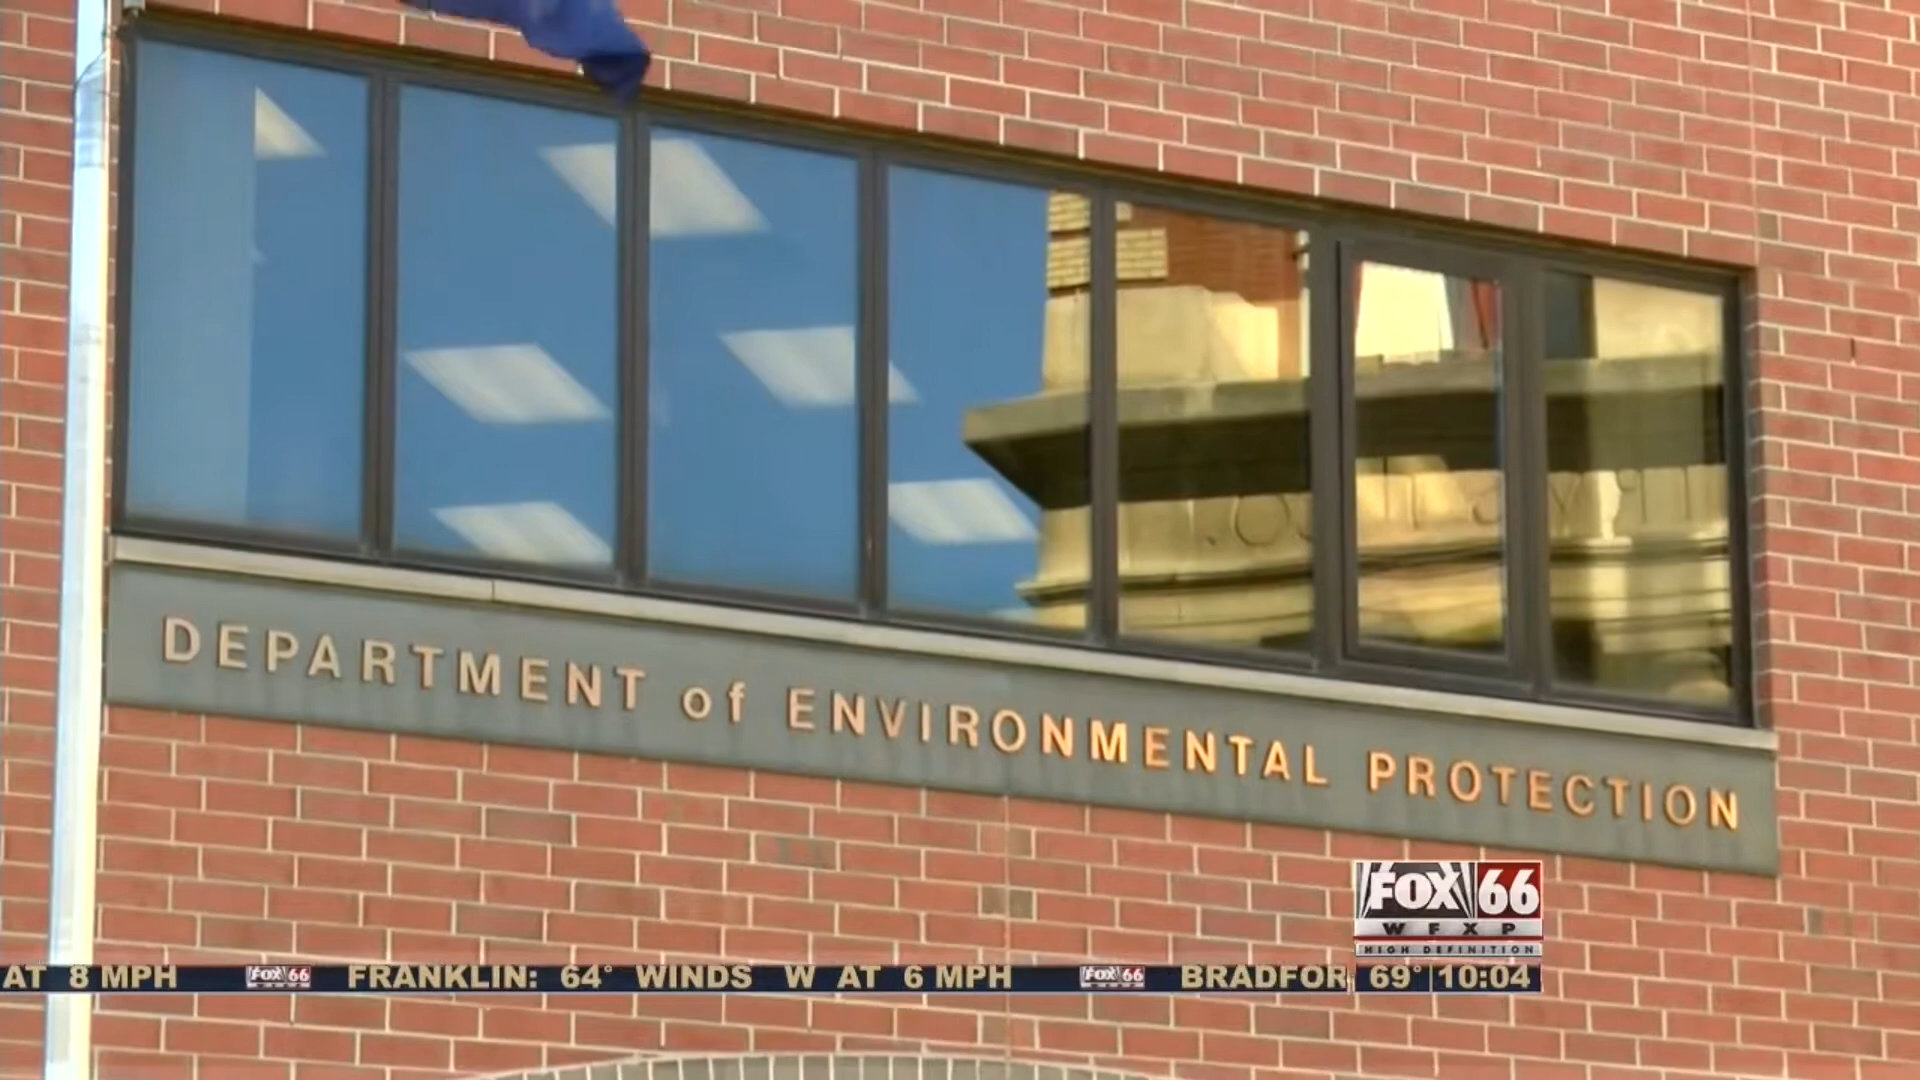 DEPARTMENT of ENVIRONMENTAL PROTECTION
FOX 66
WFXP
HIGH DEFINITION
AT 8 MPH FOX 66 FRANKLIN: 64° WINDS W AT 6 MPH FOX 66 BRADFOR 69° 10:04